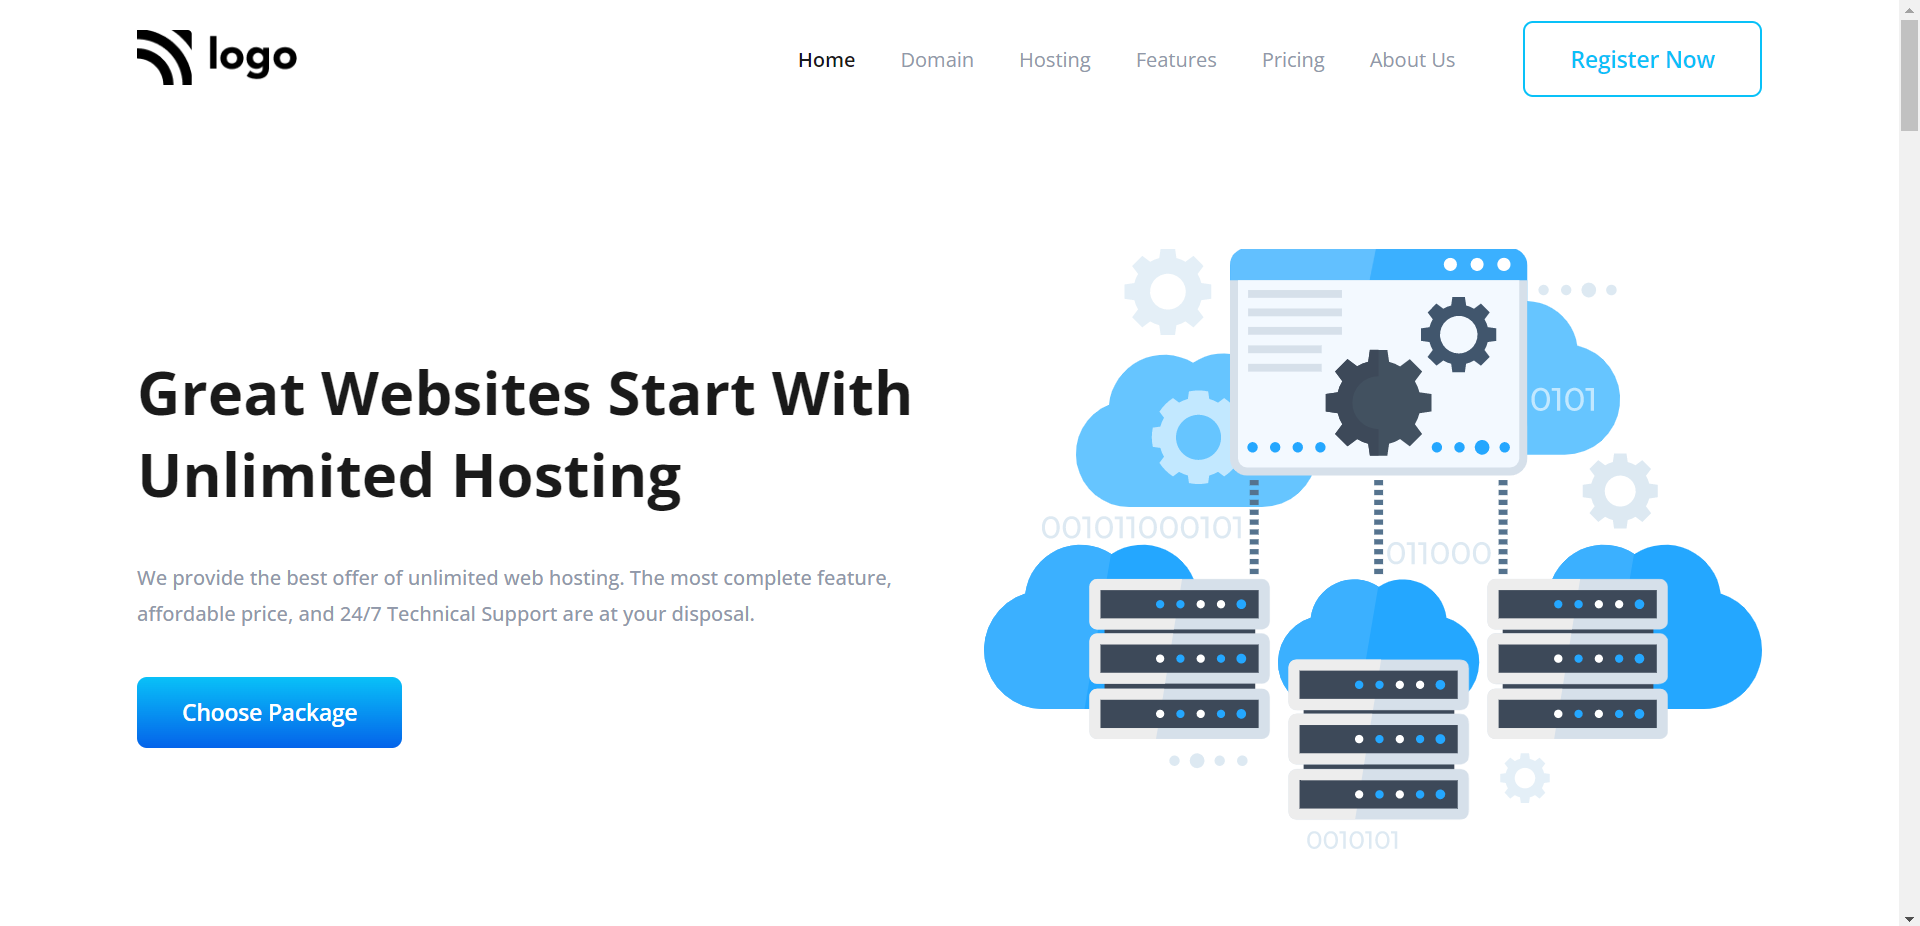 logo
Home
Domain
Hosting
Features
Pricing
About Us
Register Now
Great Websites Start With
Unlimited Hosting
We provide the best offer of unlimited web hosting. The most complete feature,
affordable price, and 24/7 Technical Support are at your disposal.
Choose Package
0101
001011000101
011000
0010101